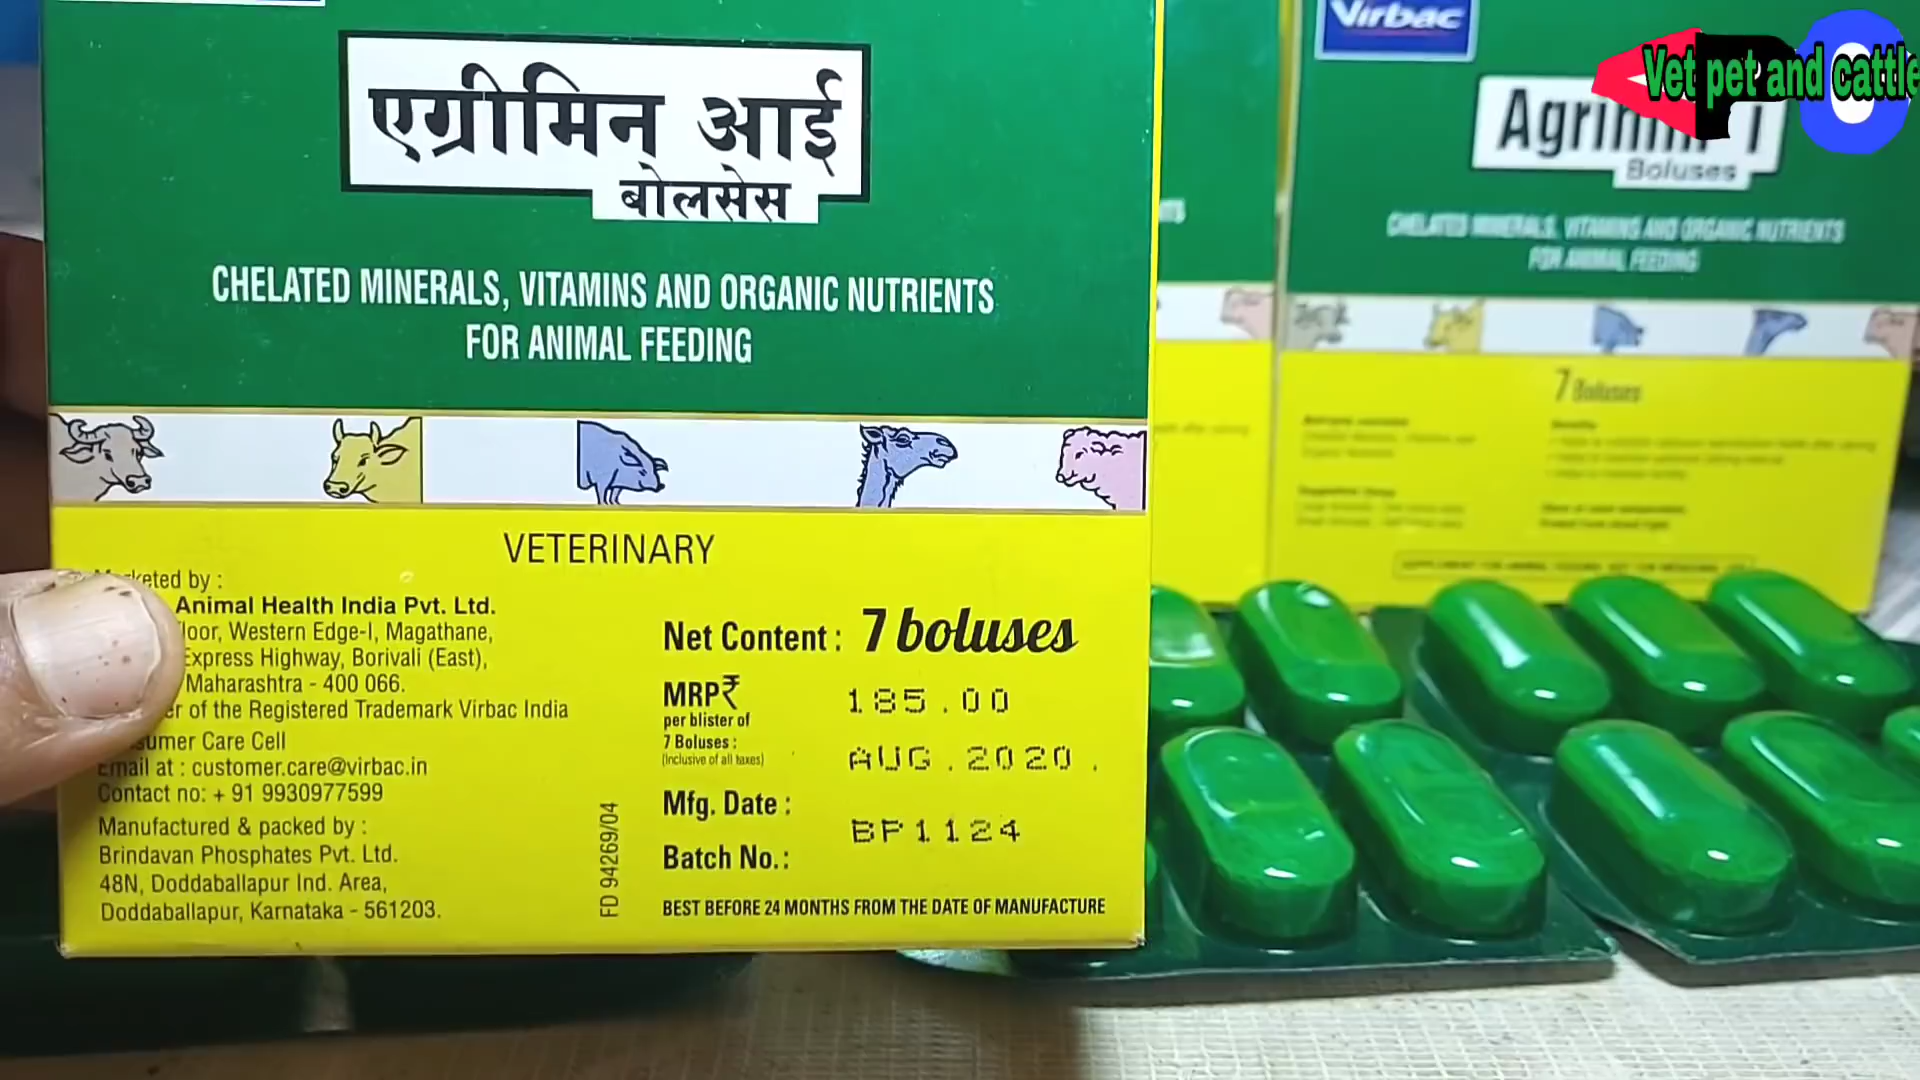 एग्रीमिन आई
बोलसेस
CHELATED MINERALS, VITAMINS AND ORGANIC NUTRIENTS
FOR ANIMAL FEEDING
VETERINARY
Marketed by :
Animal Health India Pvt. Ltd.
Western Edge-I, Magathane,
Express Highway, Borivali (East),
Maharashtra - 400 066.
of the Registered Trademark Virbac India
Consumer Care Cell
Email at : customer.care@virbac.in
Contact no: + 91 9930977599
Manufactured & packed by :
Brindavan Phosphates Pvt. Ltd.
48N, Doddaballapur Ind. Area,
Doddaballapur, Karnataka - 561203.
FD 94269/04
Net Content : 7 boluses
MRP₹ 185.00
per blister of
7 Boluses :
(Inclusive of all taxes)
AUG.2020.
Mfg. Date :
BP1124
Batch No.:
BEST BEFORE 24 MONTHS FROM THE DATE OF MANUFACTURE
Virbac
Vet pet and cattle
Boluses
CHELATED MINERALS, VITAMINS AND ORGANIC NUTRIENTS
FOR ANIMAL FEEDING
7 Boluses